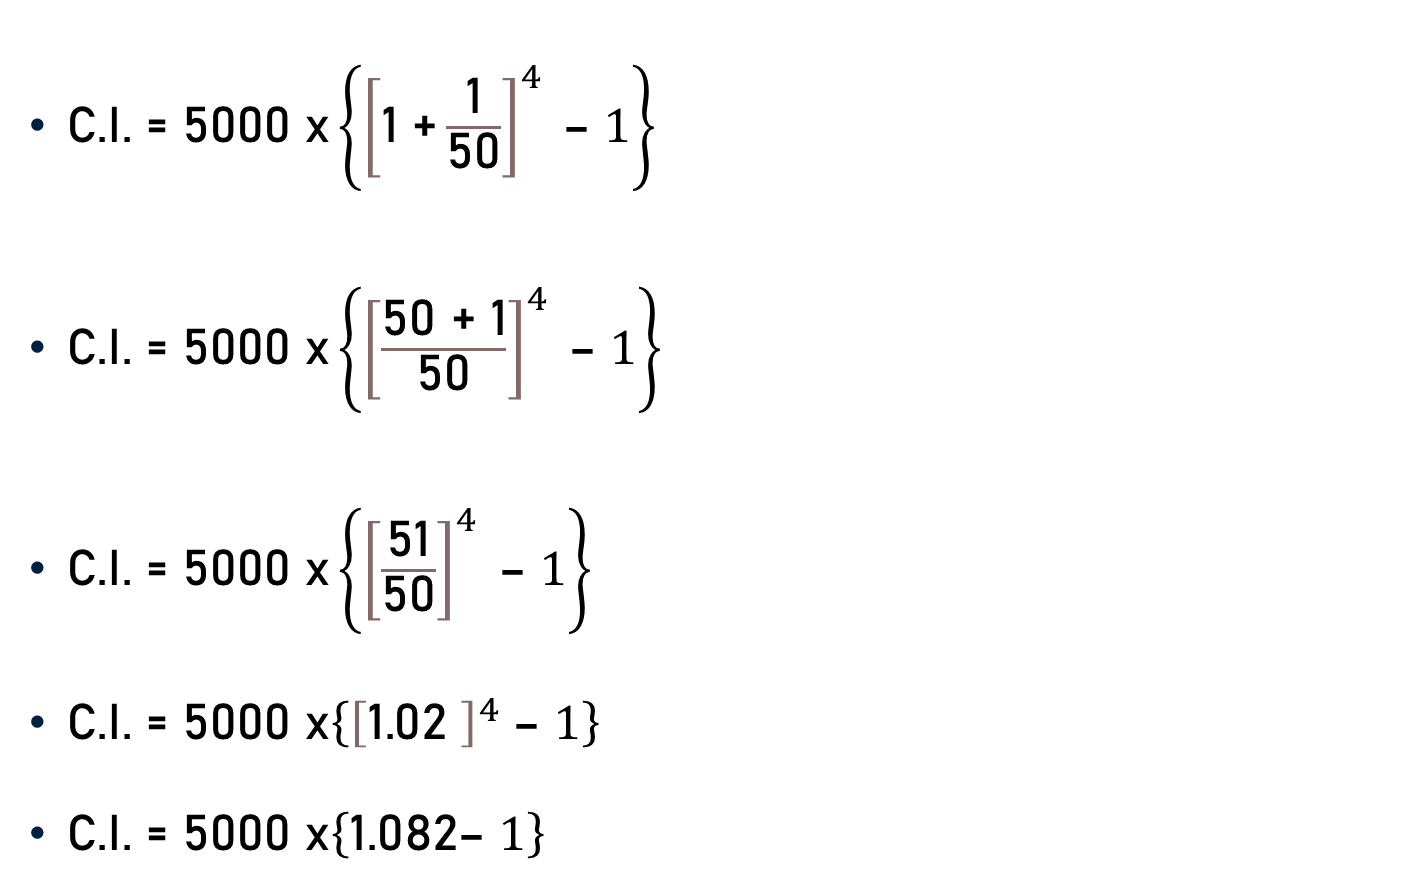 • C.I. = 5000 x{[1 + 1/50]⁴ – 1}
• C.I. = 5000 x{[50 + 1/50]⁴ – 1}
• C.I. = 5000 x{[51/50]⁴ – 1}
• C.I. = 5000 x{[1.02 ]⁴ – 1}
• C.I. = 5000 x{1.082– 1}